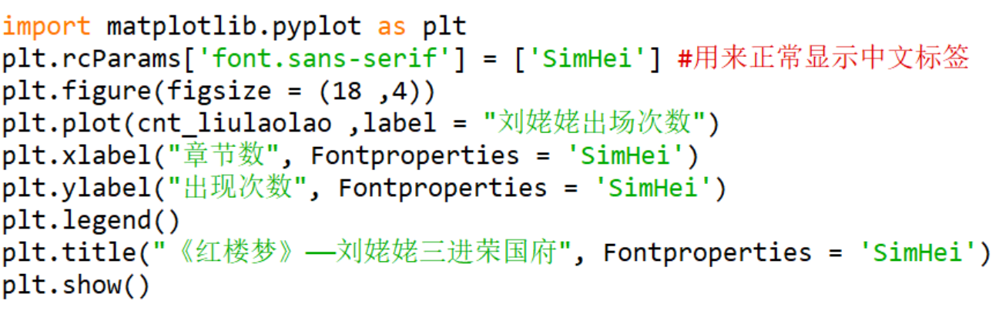 import matplotlib.pyplot as plt
plt.rcParams['font.sans-serif'] = ['SimHei'] #用来正常显示中文标签
plt.figure(figsize = (18 ,4))
plt.plot(cnt_liulaolao ,label = "刘姥姥出场次数")
plt.xlabel("章节数", Fontproperties = 'SimHei')
plt.ylabel("出现次数", Fontproperties = 'SimHei')
plt.legend()
plt.title("《红楼梦》——刘姥姥三进荣国府", Fontproperties = 'SimHei')
plt.show()